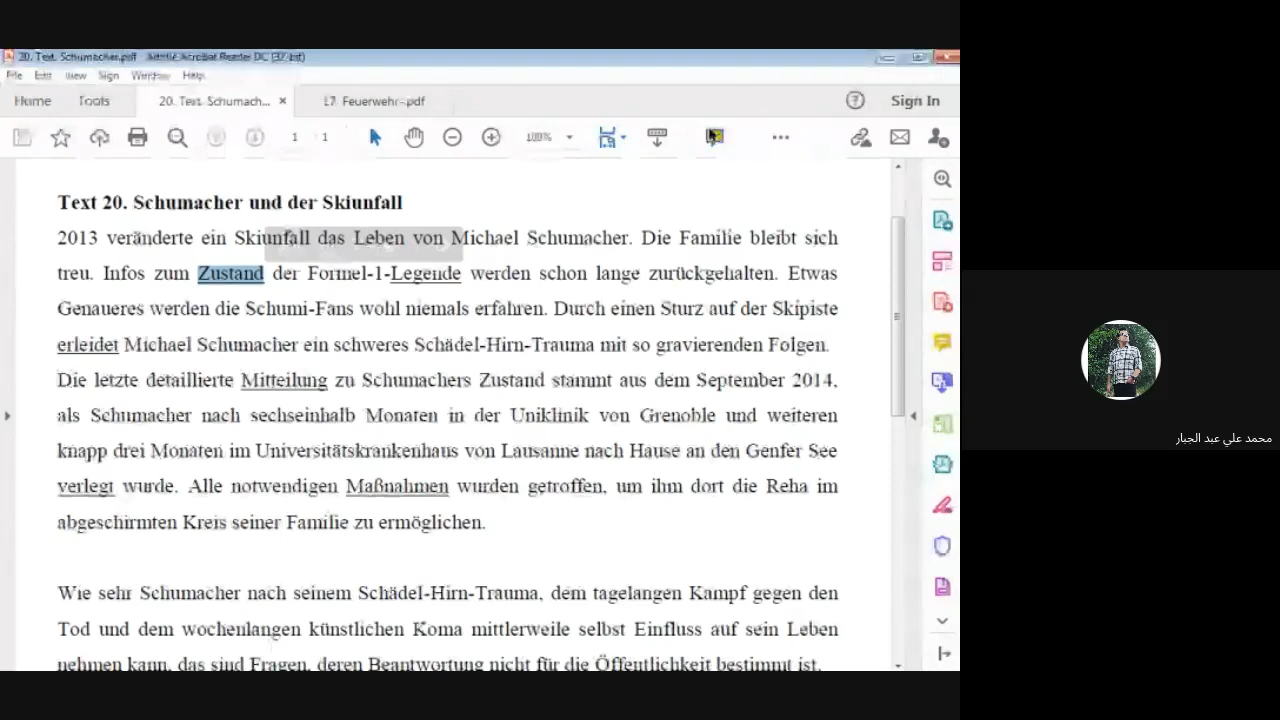 20. Text. Schumacher.pdf - Adobe Acrobat Reader DC (32-bit)
File Edit View Sign Window Help
Home Tools 20. Text. Schumach... × 17. Feuerwehr-.pdf Sign In
1 1 100%
Text 20. Schumacher und der Skiunfall
2013 veränderte ein Skiunfall das Leben von Michael Schumacher. Die Familie bleibt sich
treu. Infos zum Zustand der Formel-1-Legende werden schon lange zurückgehalten. Etwas
Genaueres werden die Schumi-Fans wohl niemals erfahren. Durch einen Sturz auf der Skipiste
erleidet Michael Schumacher ein schweres Schädel-Hirn-Trauma mit so gravierenden Folgen.
Die letzte detaillierte Mitteilung zu Schumachers Zustand stammt aus dem September 2014,
als Schumacher nach sechseinhalb Monaten in der Uniklinik von Grenoble und weiteren
knapp drei Monaten im Universitätskrankenhaus von Lausanne nach Hause an den Genfer See
verlegt wurde. Alle notwendigen Maßnahmen wurden getroffen, um ihm dort die Reha im
abgeschirmten Kreis seiner Familie zu ermöglichen.
Wie sehr Schumacher nach seinem Schädel-Hirn-Trauma, dem tagelangen Kampf gegen den
Tod und dem wochenlangen künstlichen Koma mittlerweile selbst Einfluss auf sein Leben
nehmen kann, das sind Fragen, deren Beantwortung nicht für die Öffentlichkeit bestimmt ist.
محمد علي عبد الجبار